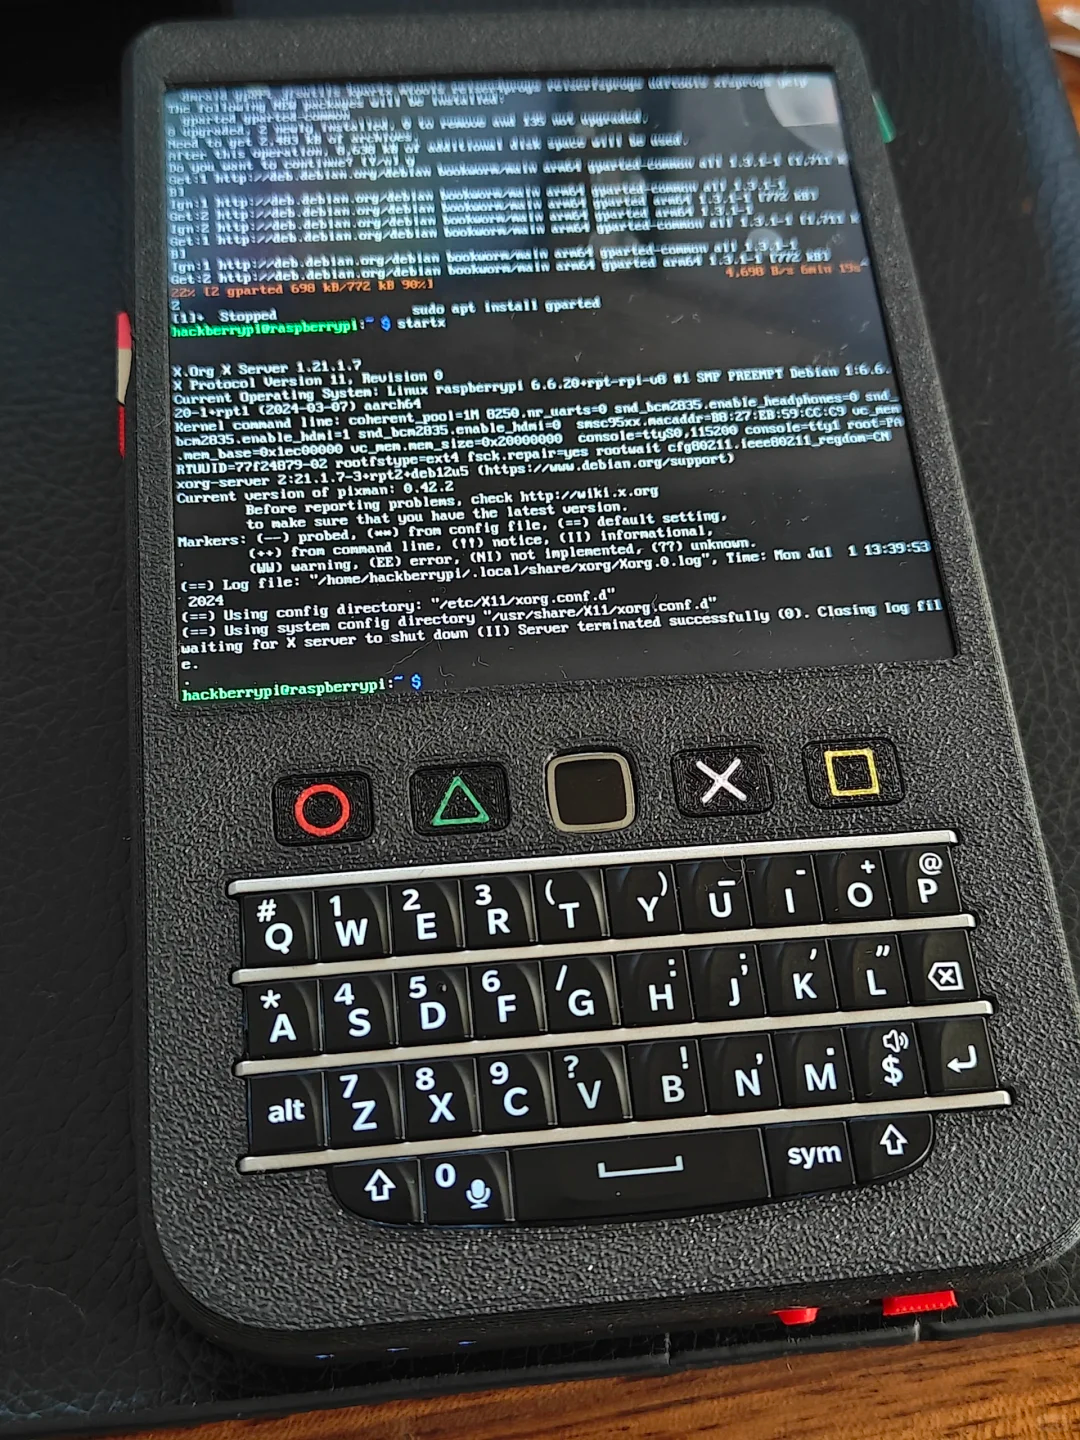 The following NEW packages will be installed:
gparted gparted-common
0 upgraded, 2 newly installed, 0 to remove and 135 not upgraded.
Need to get 2,483 kB of archives.
After this operation, 8,630 kB of additional disk space will be used.
Do you want to continue? [Y/n] y
Get:1 http://deb.debian.org/debian bookworm/main arm64 gparted-common all 1.3.1-1 [1,711 k
B]
Ign:1 http://deb.debian.org/debian bookworm/main arm64 gparted-common all 1.3.1-1
Get:2 http://deb.debian.org/debian bookworm/main arm64 gparted arm64 1.3.1-1 [772 kB]
Ign:2 http://deb.debian.org/debian bookworm/main arm64 gparted arm64 1.3.1-1
Get:1 http://deb.debian.org/debian bookworm/main arm64 gparted-common all 1.3.1-1 [1,711 k
B]
Ign:1 http://deb.debian.org/debian bookworm/main arm64 gparted-common all 1.3.1-1
Get:2 http://deb.debian.org/debian bookworm/main arm64 gparted arm64 1.3.1-1 [772 kB]
22% [2 gparted 698 kB/772 kB 90%] 4,690 B/s 6min 19s^
Z
[1]+ Stopped sudo apt install gparted
hackberrypi@raspberrypi:~ $ startx
X.Org X Server 1.21.1.7
X Protocol Version 11, Revision 0
Current Operating System: Linux raspberrypi 6.6.20+rpt-rpi-v8 #1 SMP PREEMPT Debian 1:6.6.
20-1+rpt1 (2024-03-07) aarch64
Kernel command line: coherent_pool=1M 8250.nr_uarts=0 snd_bcm2835.enable_headphones=0 snd_
bcm2835.enable_hdmi=1 snd_bcm2835.enable_hdmi=0 smsc95xx.macaddr=B8:27:EB:59:CC:C9 vc_mem
.mem_base=0x1ec00000 vc_mem.mem_size=0x20000000 console=ttyS0,115200 console=tty1 root=PA
RTUUID=77f24879-02 rootfstype=ext4 fsck.repair=yes rootwait cfg80211.ieee80211_regdom=CN
xorg-server 2:21.1.7-3+rpt2+deb12u5 (https://www.debian.org/support)
Current version of pixman: 0.42.2
Before reporting problems, check http://wiki.x.org
to make sure that you have the latest version.
Markers: (--) probed, (**) from config file, (==) default setting,
(++) from command line, (!!) notice, (II) informational,
(WW) warning, (EE) error, (NI) not implemented, (??) unknown.
(==) Log file: "/home/hackberrypi/.local/share/xorg/Xorg.0.log", Time: Mon Jul 1 13:39:53
2024
(==) Using config directory: "/etc/X11/xorg.conf.d"
(==) Using system config directory "/usr/share/X11/xorg.conf.d"
waiting for X server to shut down (II) Server terminated successfully (0). Closing log fil
e.
.
hackberrypi@raspberrypi:~ $
# Q 1 W 2 E 3 R ( T ) Y _ U - I + O @ P
* A 4 S 5 D 6 F / G : H ; J ' K " L
alt 7 Z 8 X 9 C ? V ! B , N . M $
0 sym